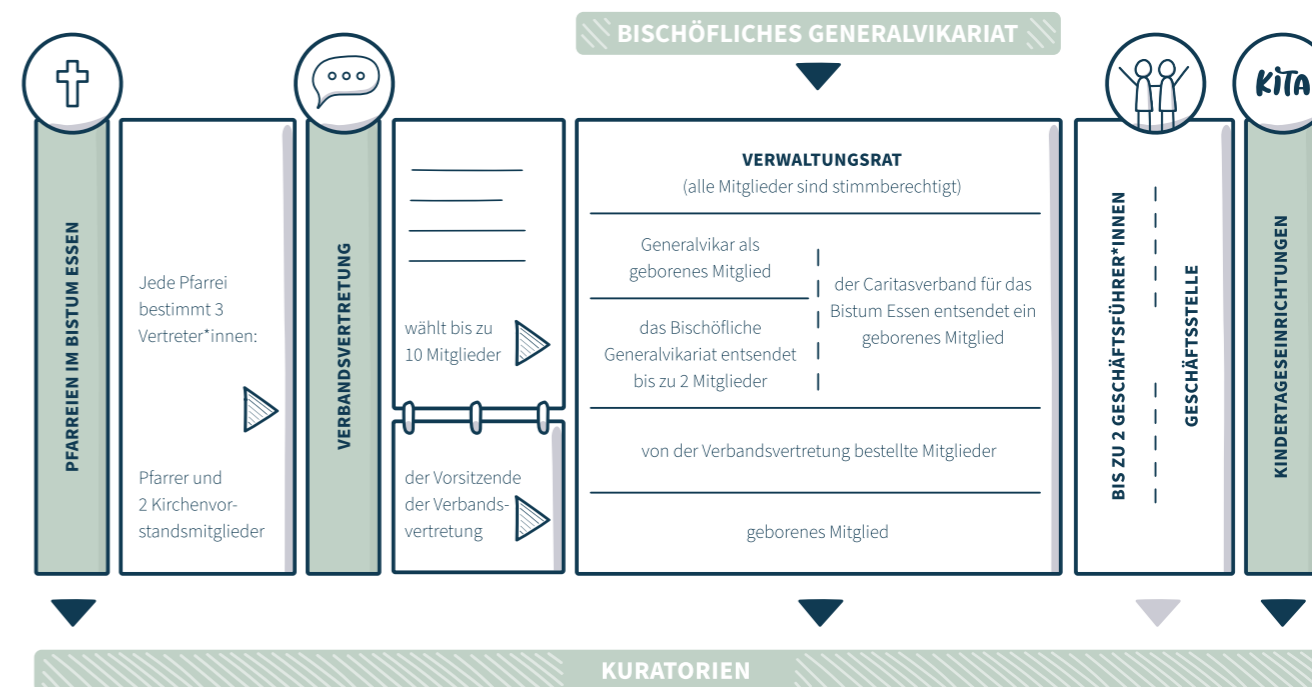 BISCHÖFLICHES GENERALVIKARIAT
PFARREIEN IM BISTUM ESSEN
Jede Pfarrei
bestimmt 3
Vertreter*innen:
Pfarrer und
2 Kirchenvor-
standsmitglieder
VERBANDSVERTRETUNG
wählt bis zu
10 Mitglieder
der Vorsitzende
der Verbands-
vertretung
VERWALTUNGSRAT
(alle Mitglieder sind stimmberechtigt)
Generalvikar als
geborenes Mitglied
das Bischöfliche
Generalvikariat entsendet
bis zu 2 Mitglieder
der Caritasverband für das
Bistum Essen entsendet ein
geborenes Mitglied
von der Verbandsvertretung bestellte Mitglieder
geborenes Mitglied
BIS ZU 2 GESCHÄFTSFÜHRER*INNEN
GESCHÄFTSSTELLE
KiTA
KINDERTAGESEINRICHTUNGEN
KURATORIEN